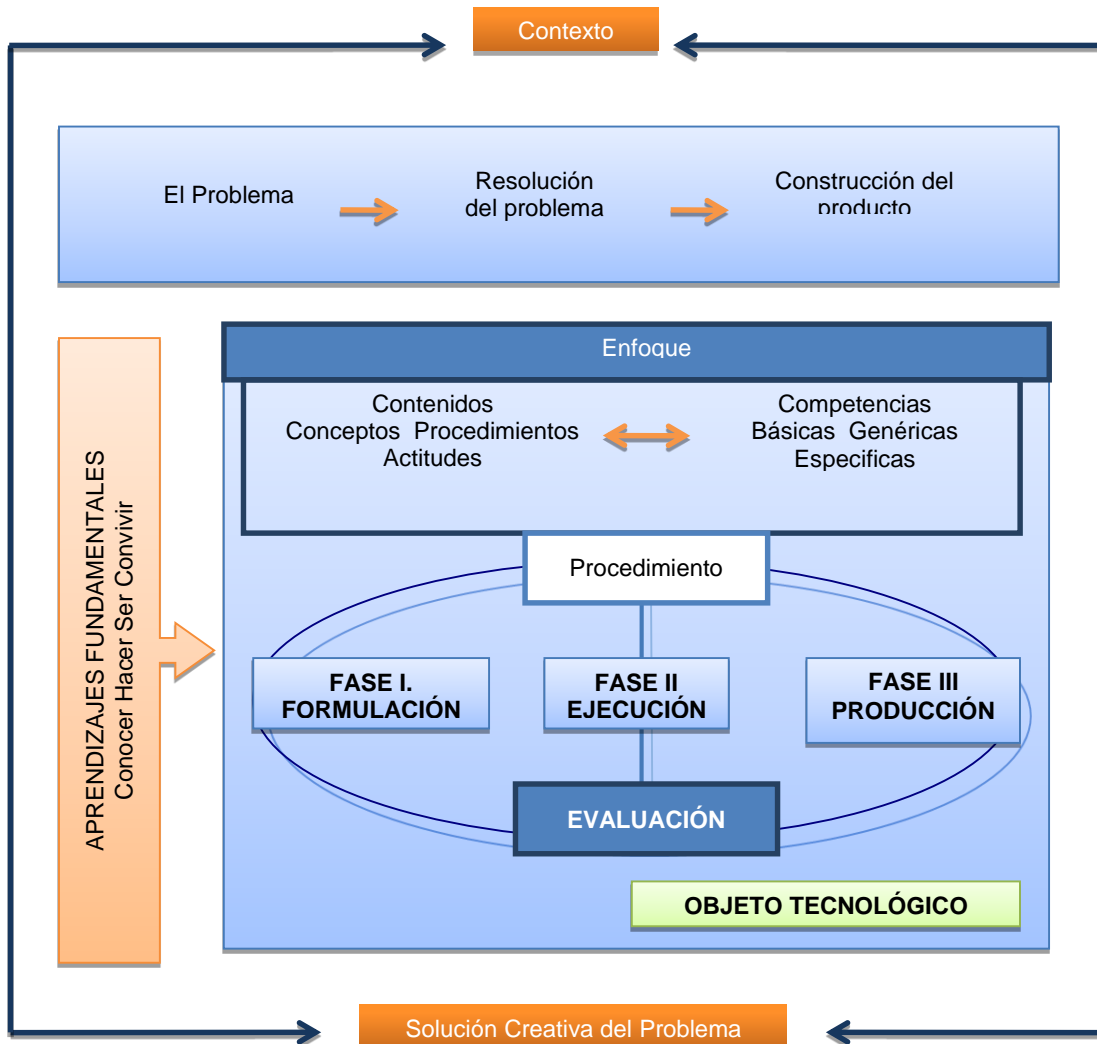 Contexto
El Problema
Resolución
del problema
Construcción del
producto
Enfoque
Contenidos
Conceptos Procedimientos
Actitudes
Competencias
Básicas Genéricas
Especificas
APRENDIZAJES FUNDAMENTALES
Conocer Hacer Ser Convivir
Procedimiento
FASE I.
FORMULACIÓN
FASE II
EJECUCIÓN
FASE III
PRODUCCIÓN
EVALUACIÓN
OBJETO TECNOLÓGICO
Solución Creativa del Problema